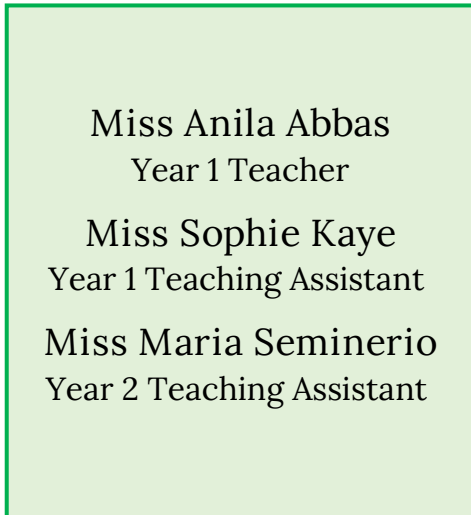 Miss Anila Abbas
Year 1 Teacher
Miss Sophie Kaye
Year 1 Teaching Assistant
Miss Maria Seminerio
Year 2 Teaching Assistant